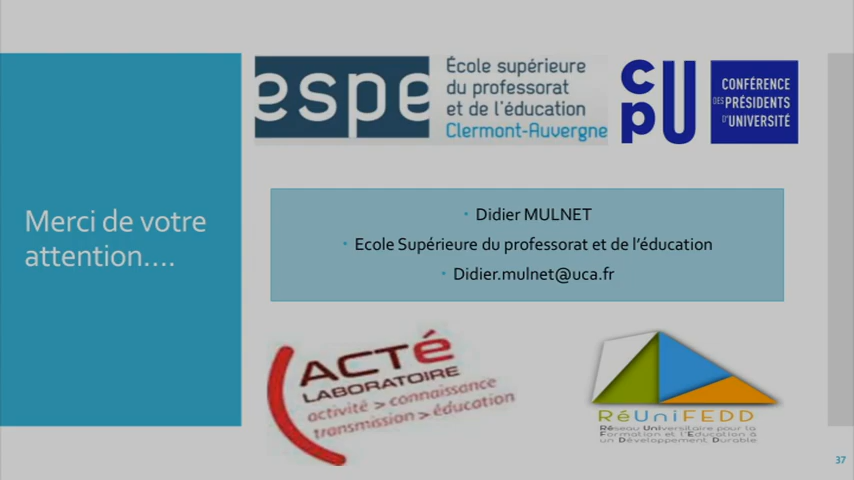 Merci de votre
attention....
espe
École supérieure
du professorat
et de l'éducation
Clermont-Auvergne
cpU
CONFÉRENCE
DES PRÉSIDENTS
D'UNIVERSITÉ
• Didier MULNET
• Ecole Supérieure du professorat et de l'éducation
• Didier.mulnet@uca.fr
ACTé
LABORATOIRE
activité > connaissance
transmission > éducation
RéUniFEDD
Réseau Universitaire pour la
Formation et l'Education à
un Développement Durable
37